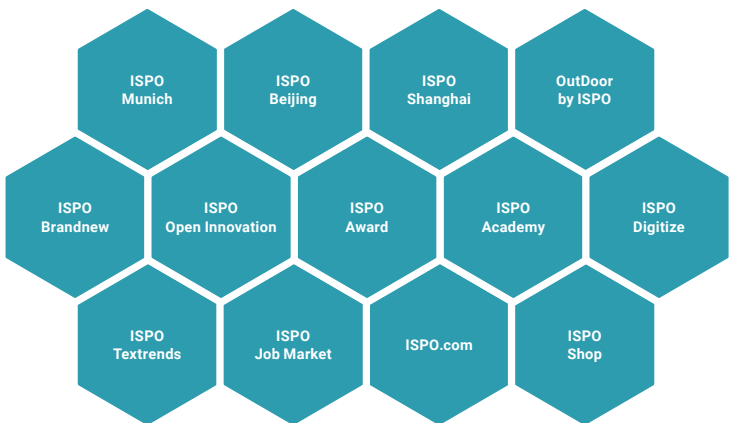 ISPO
Munich
ISPO
Beijing
ISPO
Shanghai
OutDoor
by ISPO
ISPO
Brandnew
ISPO
Open Innovation
ISPO
Award
ISPO
Academy
ISPO
Digitize
ISPO
Textrends
ISPO
Job Market
ISPO.com
ISPO
Shop